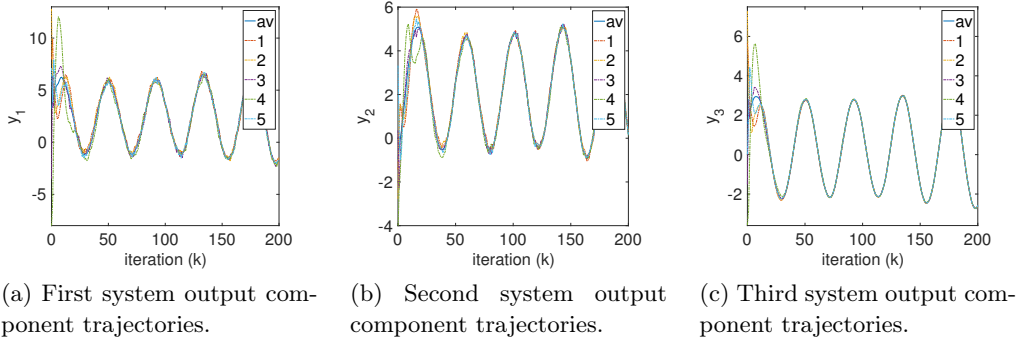 10
5
0
-5
y1
0 50 100 150 200
iteration (k)
av
1
2
3
4
5
6
4
2
0
-2
-4
y2
0 50 100 150 200
iteration (k)
av
1
2
3
4
5
6
4
2
0
-2
y3
0 50 100 150 200
iteration (k)
av
1
2
3
4
5
(a) First system output com-
ponent trajectories.
(b) Second system output
component trajectories.
(c) Third system output com-
ponent trajectories.